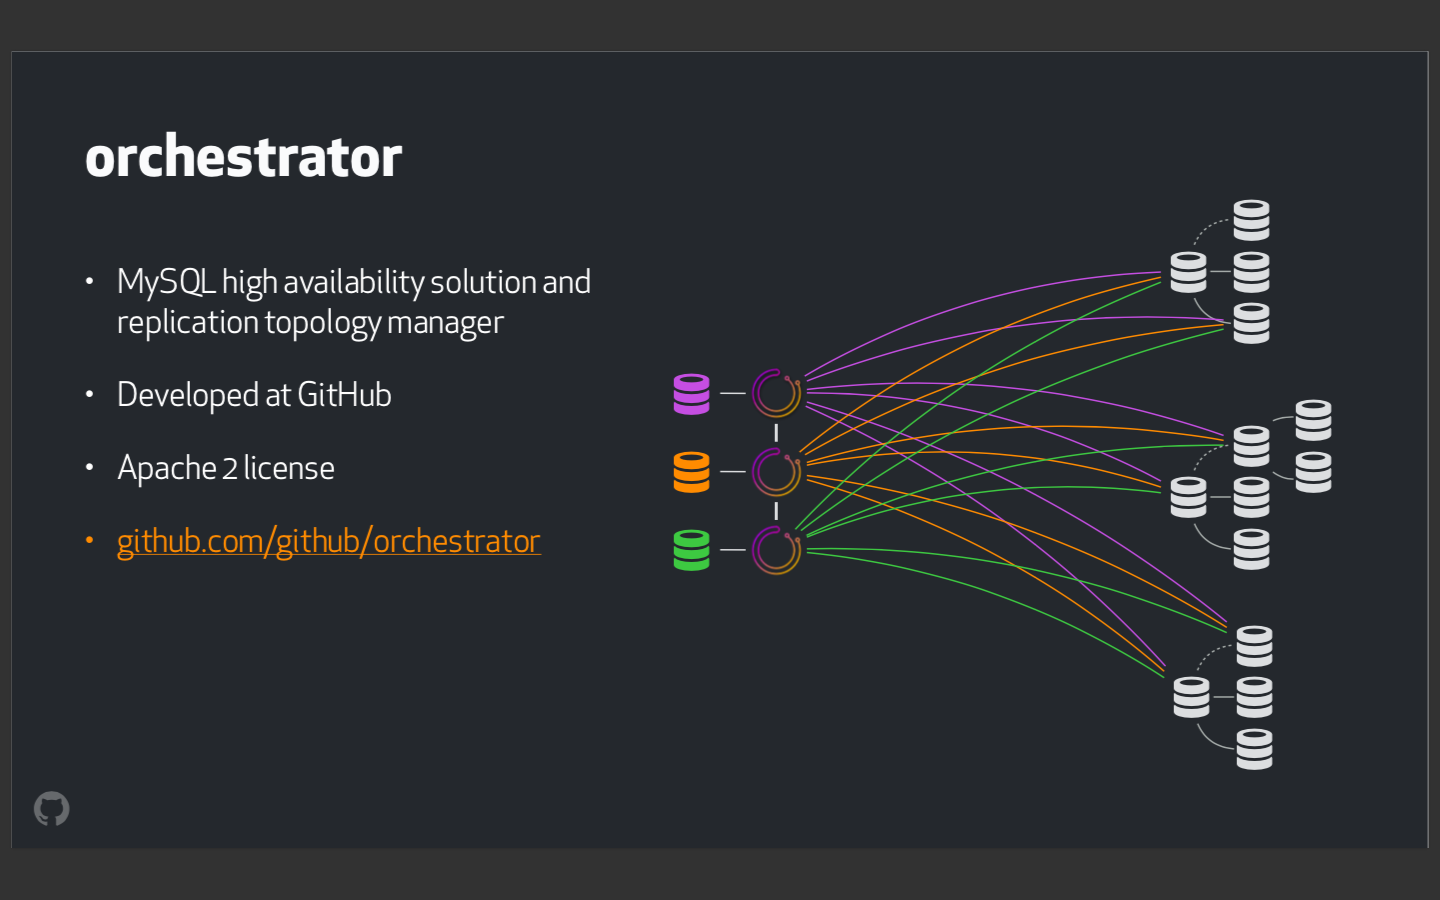 orchestrator
• MySQL high availability solution and
replication topology manager
• Developed at GitHub
• Apache 2 license
• github.com/github/orchestrator